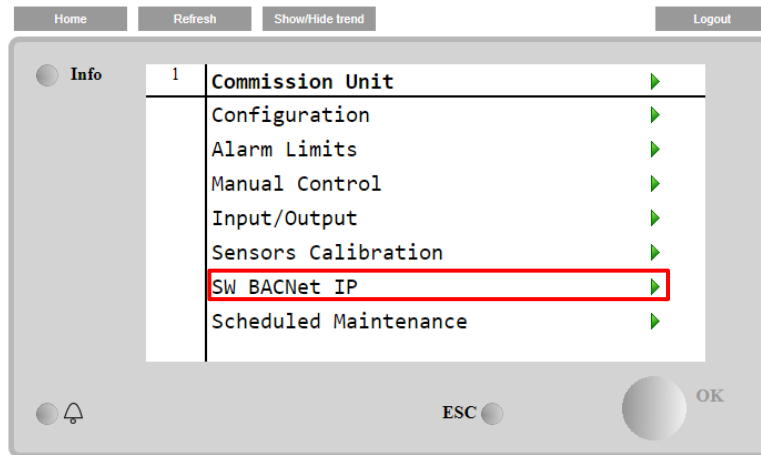 Home Refresh Show/Hide trend Logout
Info
1 Commission Unit
Configuration
Alarm Limits
Manual Control
Input/Output
Sensors Calibration
SW BACNet IP
Scheduled Maintenance
ESC OK